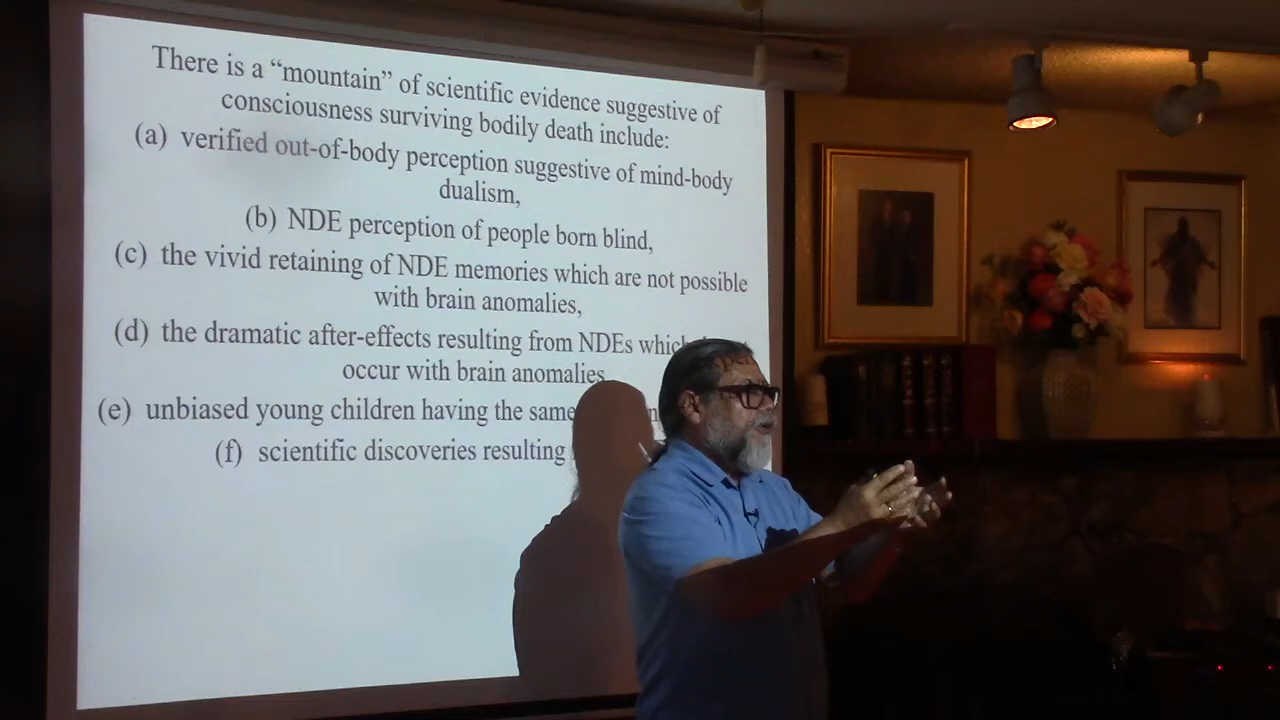 There is a “mountain” of scientific evidence suggestive of
consciousness surviving bodily death include:
(a) verified out-of-body perception suggestive of mind-body
dualism,
(b) NDE perception of people born blind,
(c) the vivid retaining of NDE memories which are not possible
with brain anomalies,
(d) the dramatic after-effects resulting from NDEs
occur with brain anomalies
(e) unbiased young children having the same
(f) scientific discoveries resulting